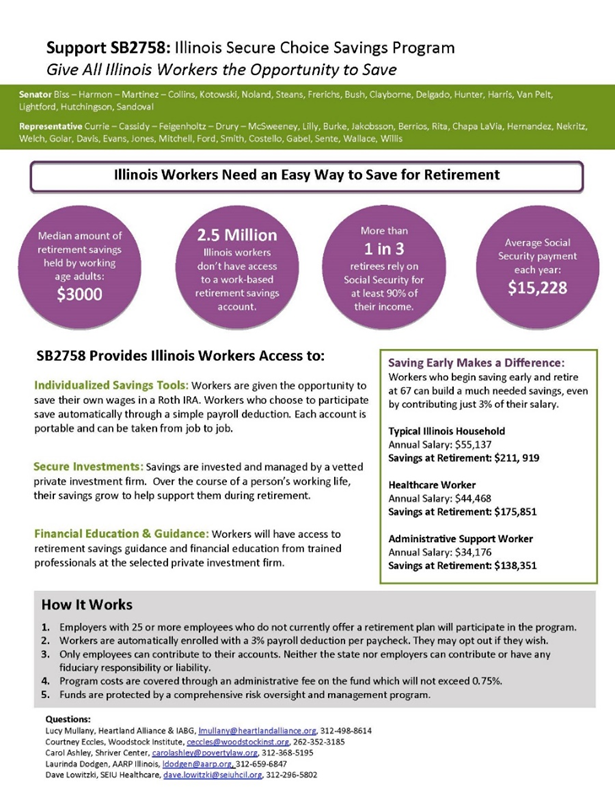 Support SB2758: Illinois Secure Choice Savings Program
Give All Illinois Workers the Opportunity to Save
Senator Biss – Harmon – Martinez – Collins, Kotowski, Noland, Steans, Frerichs, Bush, Clayborne, Delgado, Hunter, Harris, Van Pelt,
Lightford, Hutchingson, Sandoval
Representative Currie – Cassidy – Feigenholtz – Drury – McSweeney, Lilly, Burke, Jakobsson, Berrios, Rita, Chapa LaVia, Hernandez, Nekritz,
Welch, Golar, Davis, Evans, Jones, Mitchell, Ford, Smith, Costello, Gabel, Sente, Wallace, Willis
Illinois Workers Need an Easy Way to Save for Retirement
Median amount of
retirement savings
held by working
age adults:
$3000
2.5 Million
Illinois workers
don't have access
to a work-based
retirement savings
account.
More than
1 in 3
retirees rely on
Social Security for
at least 90% of
their income.
Average Social
Security payment
each year:
$15,228
SB2758 Provides Illinois Workers Access to:
Individualized Savings Tools: Workers are given the opportunity to
save their own wages in a Roth IRA. Workers who choose to participate
save automatically through a simple payroll deduction. Each account is
portable and can be taken from job to job.
Secure Investments: Savings are invested and managed by a vetted
private investment firm. Over the course of a person's working life,
their savings grow to help support them during retirement.
Financial Education & Guidance: Workers will have access to
retirement savings guidance and financial education from trained
professionals at the selected private investment firm.
Saving Early Makes a Difference:
Workers who begin saving early and retire
at 67 can build a much needed savings, even
by contributing just 3% of their salary.
Typical Illinois Household
Annual Salary: $55,137
Savings at Retirement: $211, 919
Healthcare Worker
Annual Salary: $44,468
Savings at Retirement: $175,851
Administrative Support Worker
Annual Salary: $34,176
Savings at Retirement: $138,351
How It Works
1. Employers with 25 or more employees who do not currently offer a retirement plan will participate in the program.
2. Workers are automatically enrolled with a 3% payroll deduction per paycheck. They may opt out if they wish.
3. Only employees can contribute to their accounts. Neither the state nor employers can contribute or have any
fiduciary responsibility or liability.
4. Program costs are covered through an administrative fee on the fund which will not exceed 0.75%.
5. Funds are protected by a comprehensive risk oversight and management program.
Questions:
Lucy Mullany, Heartland Alliance & IABG, lmullany@heartlandalliance.org, 312-498-8614
Courtney Eccles, Woodstock Institute, ceccles@woodstockinst.org, 262-352-3185
Carol Ashley, Shriver Center, carolashley@povertylaw.org, 312-368-5195
Laurinda Dodgen, AARP Illinois, ldodgen@aarp.org, 312-659-6847
Dave Lowitzki, SEIU Healthcare, dave.lowitzki@seiuhcil.org, 312-296-5802